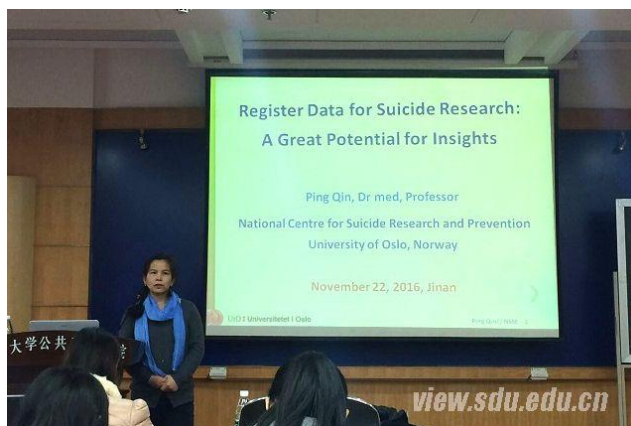 Register Data for Suicide Research:
A Great Potential for Insights
Ping Qin, Dr med, Professor
National Centre for Suicide Research and Prevention
University of Oslo, Norway
November 22, 2016, Jinan
UiO Universitetet i Oslo
Ping Qin
大学公共
view.sdu.edu.cn